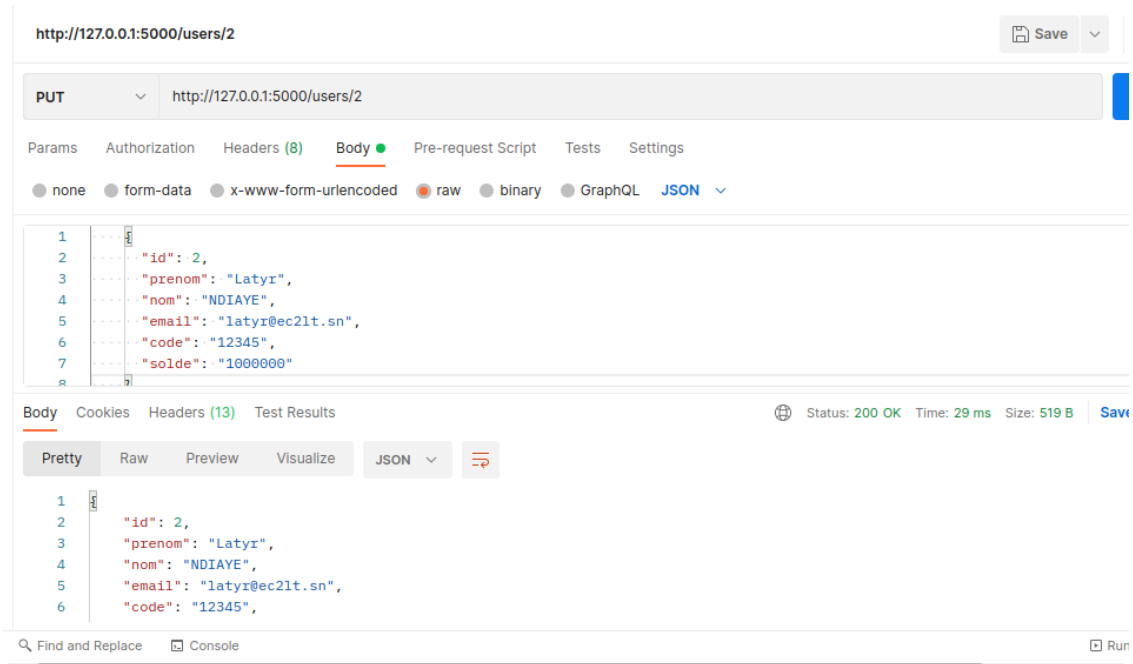 http://127.0.0.1:5000/users/2 Save
PUT http://127.0.0.1:5000/users/2
Params Authorization Headers (8) Body Pre-request Script Tests Settings
none form-data x-www-form-urlencoded raw binary GraphQL JSON
1 {
2 "id": 2,
3 "prenom": "Latyr",
4 "nom": "NDIAYE",
5 "email": "latyr@ec2lt.sn",
6 "code": "12345",
7 "solde": "1000000"
8 }
Body Cookies Headers (13) Test Results Status: 200 OK Time: 29 ms Size: 519 B Save
Pretty Raw Preview Visualize JSON
1 {
2 "id": 2,
3 "prenom": "Latyr",
4 "nom": "NDIAYE",
5 "email": "latyr@ec2lt.sn",
6 "code": "12345",
Find and Replace Console Run